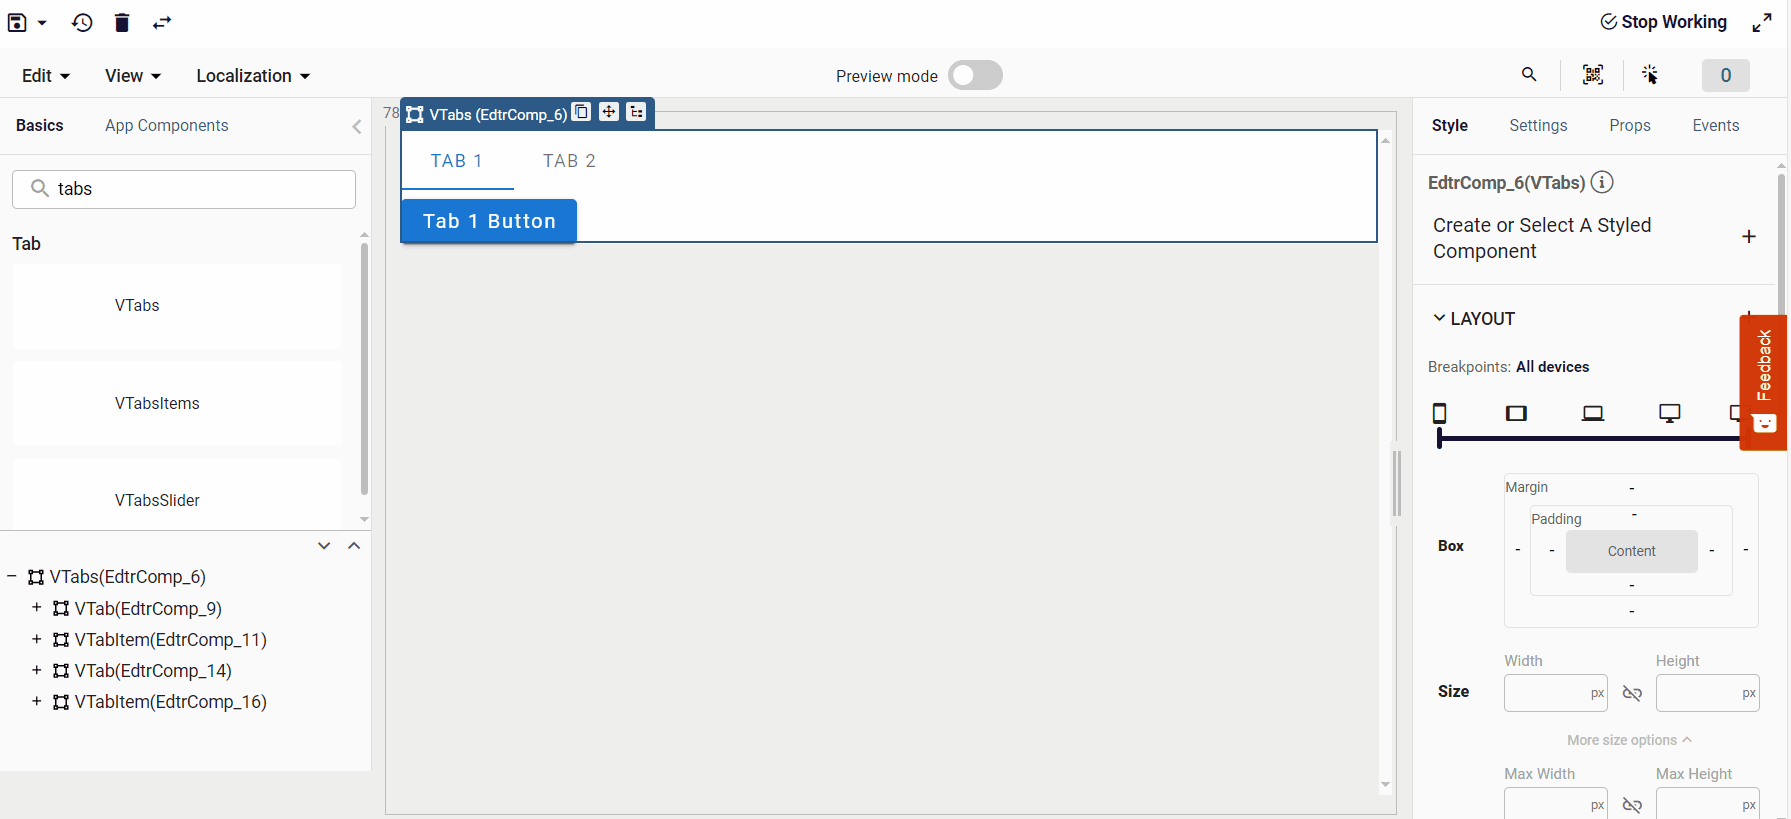 Stop Working
Edit
View
Localization
Preview mode
0
Basics
App Components
tabs
Tab
VTabs
VTabsItems
VTabsSlider
VTabs(EdtrComp_6)
VTab(EdtrComp_9)
VTabItem(EdtrComp_11)
VTab(EdtrComp_14)
VTabItem(EdtrComp_16)
78
VTabs (EdtrComp_6)
TAB 1
TAB 2
Tab 1 Button
Style
Settings
Props
Events
EdtrComp_6(VTabs)
Create or Select A Styled
Component
LAYOUT
Breakpoints: All devices
Feedback
Margin
-
Padding
-
Box
-
-
Content
-
-
-
-
Width
Height
Size
px
px
More size options
Max Width
Max Height
px
px